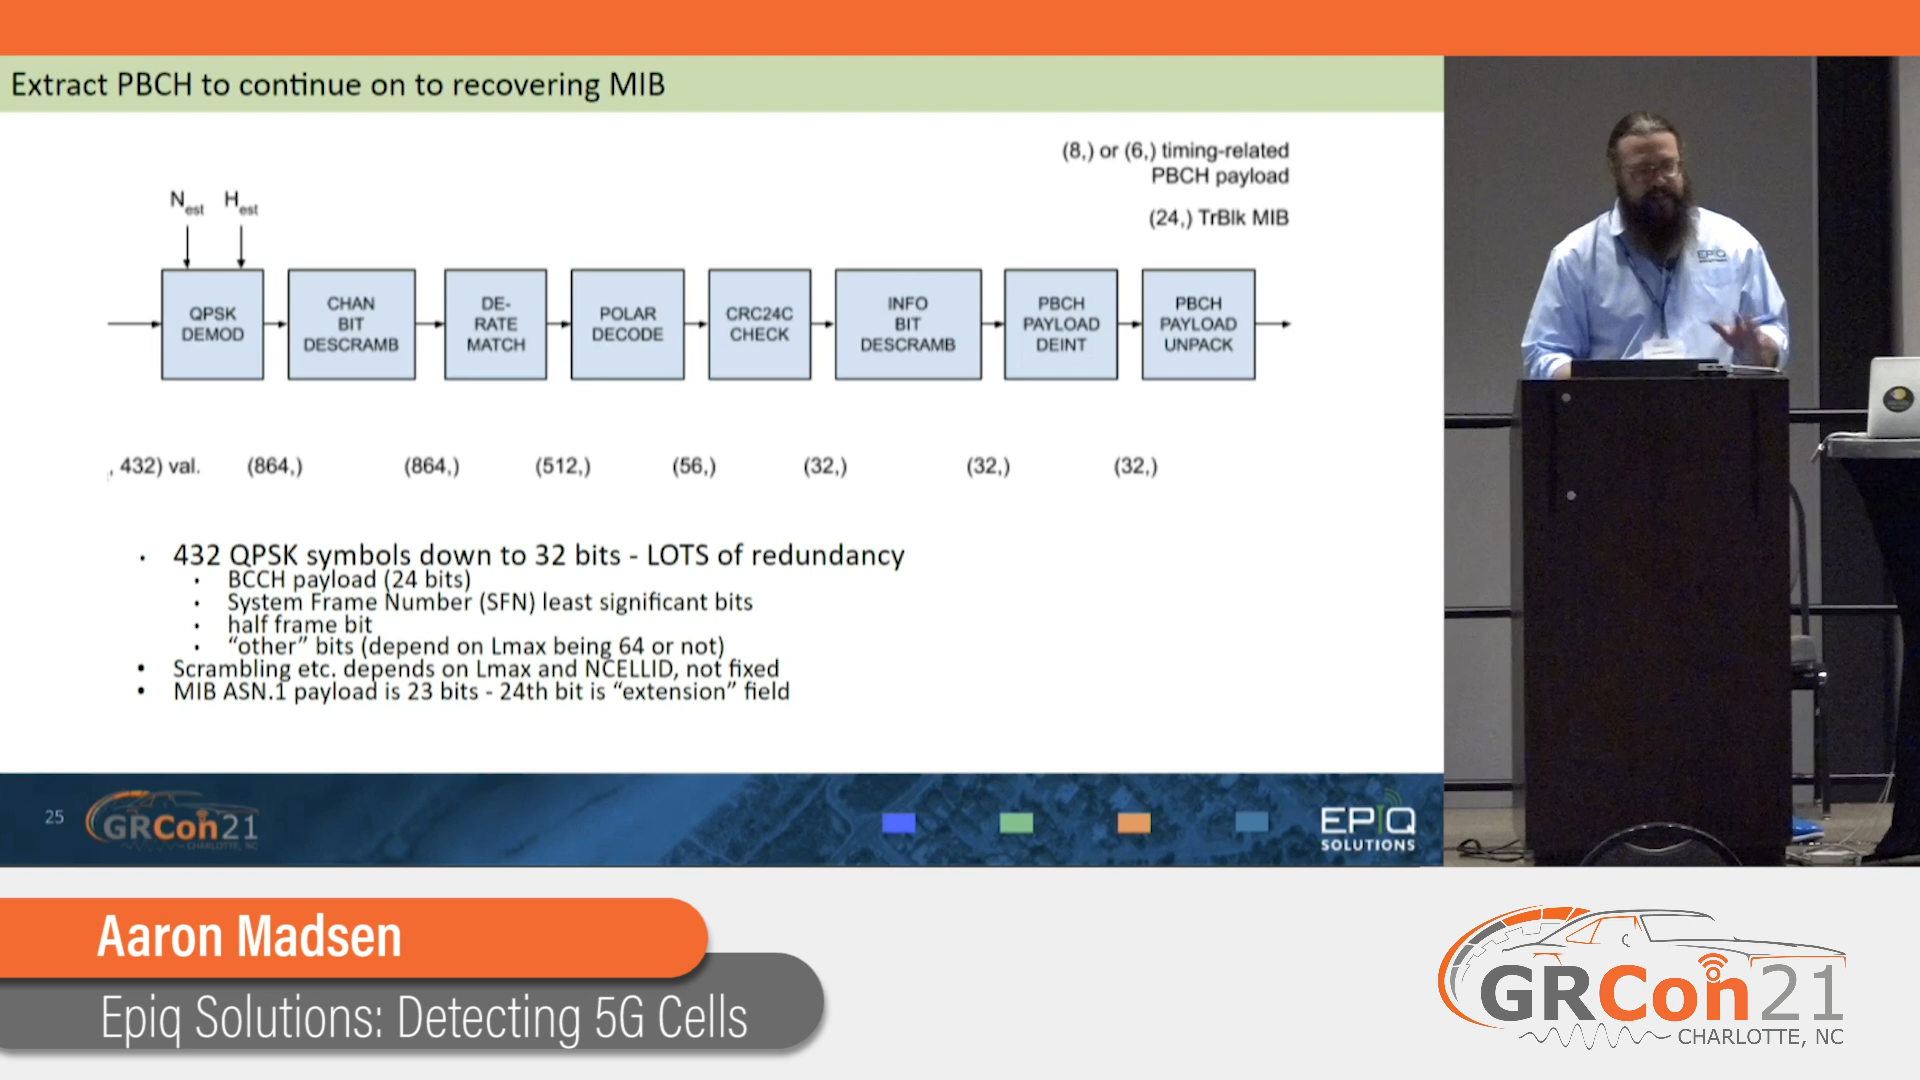 Extract PBCH to continue on to recovering MIB
(8,) or (6,) timing-related
PBCH payload
(24,) TrBlk MIB
Nest Hest
QPSK
DEMOD
CHAN
BIT
DESCRAMB
DE-
RATE
MATCH
POLAR
DECODE
CRC24C
CHECK
INFO
BIT
DESCRAMB
PBCH
PAYLOAD
DEINT
PBCH
PAYLOAD
UNPACK
, 432) val. (864,) (864,) (512,) (56,) (32,) (32,) (32,)
· 432 QPSK symbols down to 32 bits - LOTS of redundancy
· BCCH payload (24 bits)
· System Frame Number (SFN) least significant bits
· half frame bit
· “other” bits (depend on Lmax being 64 or not)
• Scrambling etc. depends on Lmax and NCELLID, not fixed
• MIB ASN.1 payload is 23 bits - 24th bit is “extension” field
25
GRCon21
CHARLOTTE, NC
EPIQ
SOLUTIONS
EPIQ
Aaron Madsen
Epiq Solutions: Detecting 5G Cells
GRCon21
CHARLOTTE, NC